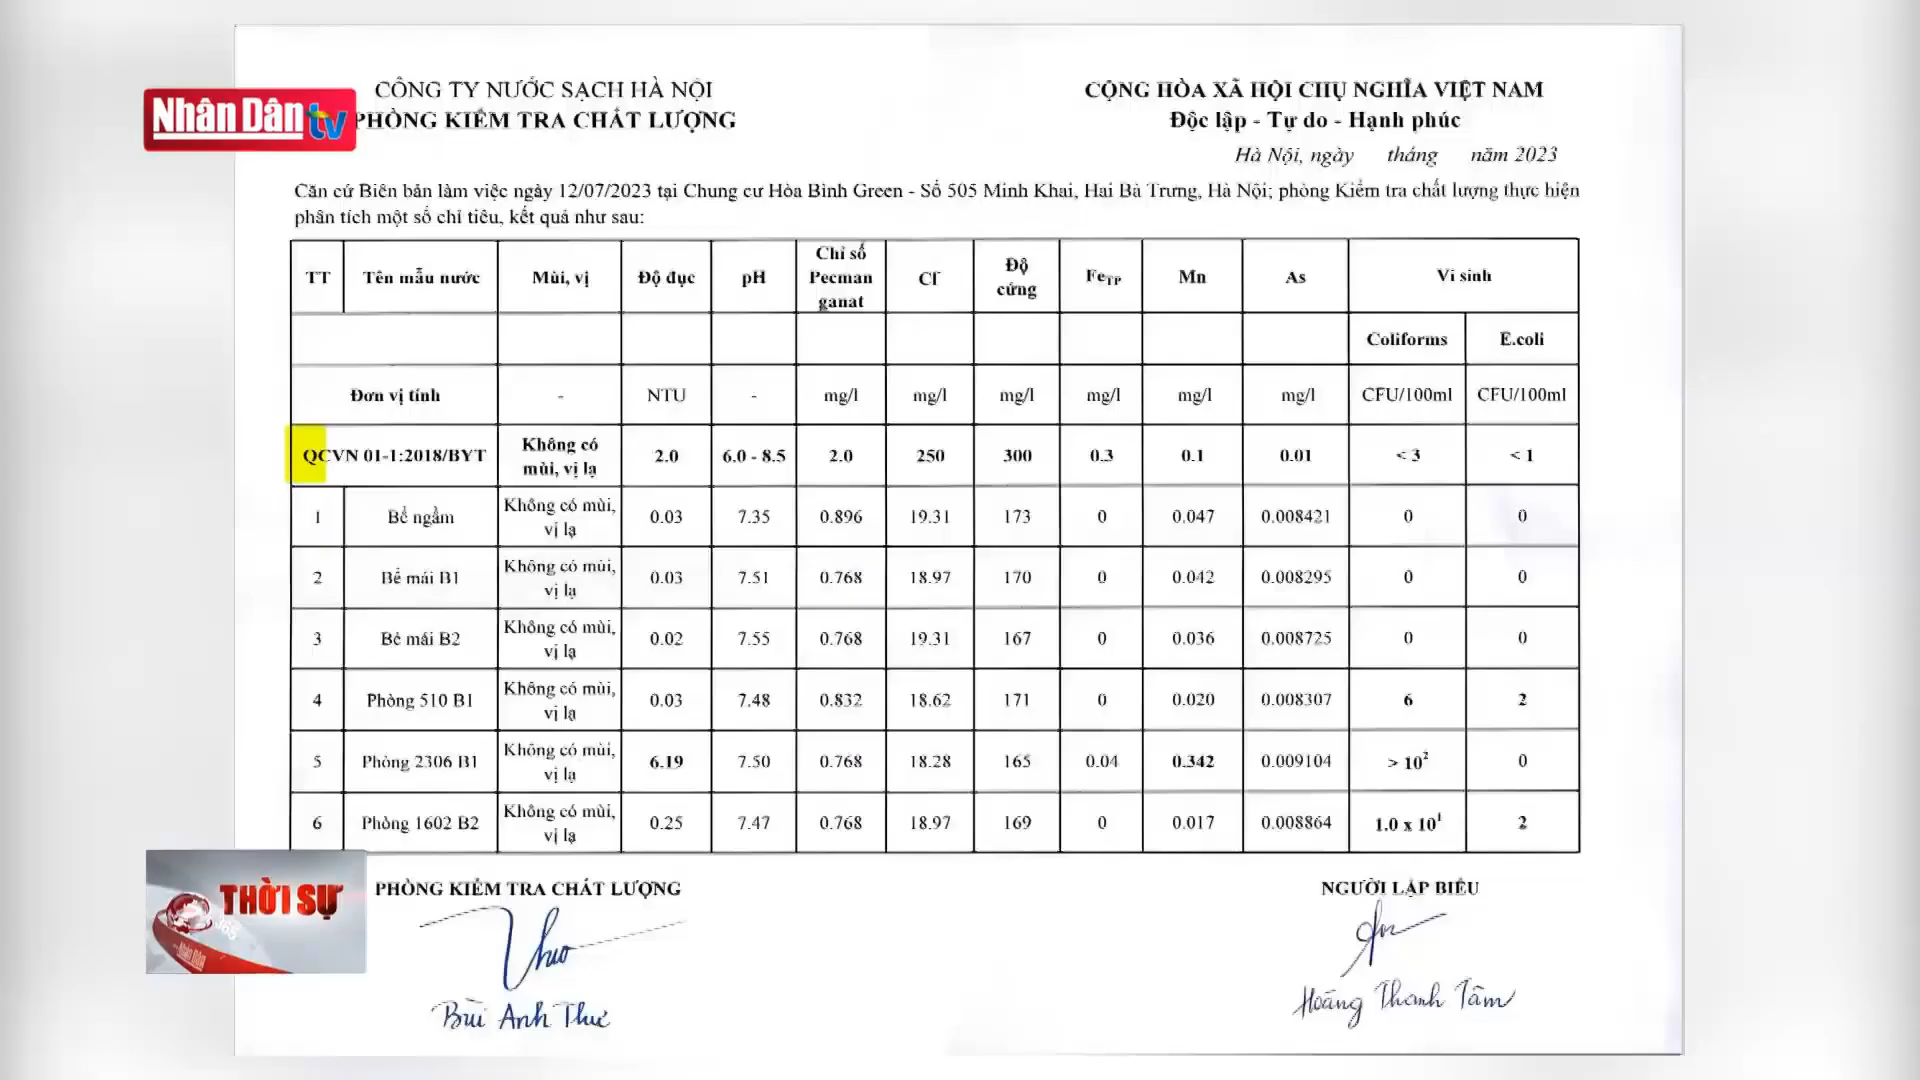 Nhân Dân tv
CÔNG TY NƯỚC SẠCH HÀ NỘI
PHÒNG KIỂM TRA CHẤT LƯỢNG
CỘNG HÒA XÃ HỘI CHỦ NGHĨA VIỆT NAM
Độc lập - Tự do - Hạnh phúc
Hà Nội, ngày tháng năm 2023
Căn cứ Biên bản làm việc ngày 12/07/2023 tại Chung cư Hòa Bình Green - Số 505 Minh Khai, Hai Bà Trưng, Hà Nội; phòng Kiểm tra chất lượng thực hiện
phân tích một số chỉ tiêu, kết quả như sau:
TT Tên mẫu nước Mùi, vị Độ đục pH Chỉ số Pecman ganat Cl⁻ Độ cứng Fe_TP Mn As Vi sinh
Coliforms E.coli
Đơn vị tính - NTU - mg/l mg/l mg/l mg/l mg/l mg/l CFU/100ml CFU/100ml
QCVN 01-1:2018/BYT Không có mùi, vị lạ 2.0 6.0 - 8.5 2.0 250 300 0.3 0.1 0.01 < 3 < 1
1 Bể ngầm Không có mùi, vị lạ 0.03 7.35 0.896 19.31 173 0 0.047 0.008421 0 0
2 Bể mái B1 Không có mùi, vị lạ 0.03 7.51 0.768 18.97 170 0 0.042 0.008295 0 0
3 Bể mái B2 Không có mùi, vị lạ 0.02 7.55 0.768 19.31 167 0 0.036 0.008725 0 0
4 Phòng 510 B1 Không có mùi, vị lạ 0.03 7.48 0.832 18.62 171 0 0.020 0.008307 6 2
5 Phòng 2306 B1 Không có mùi, vị lạ 6.19 7.50 0.768 18.28 165 0.04 0.342 0.009104 > 10² 0
6 Phòng 1602 B2 Không có mùi, vị lạ 0.25 7.47 0.768 18.97 169 0 0.017 0.008864 1.0 x 10¹ 2
THỜI SỰ
365
Nhân Dân
PHÒNG KIỂM TRA CHẤT LƯỢNG
NGƯỜI LẬP BIỂU
Bùi Anh Thư
Hoàng Thanh Tâm